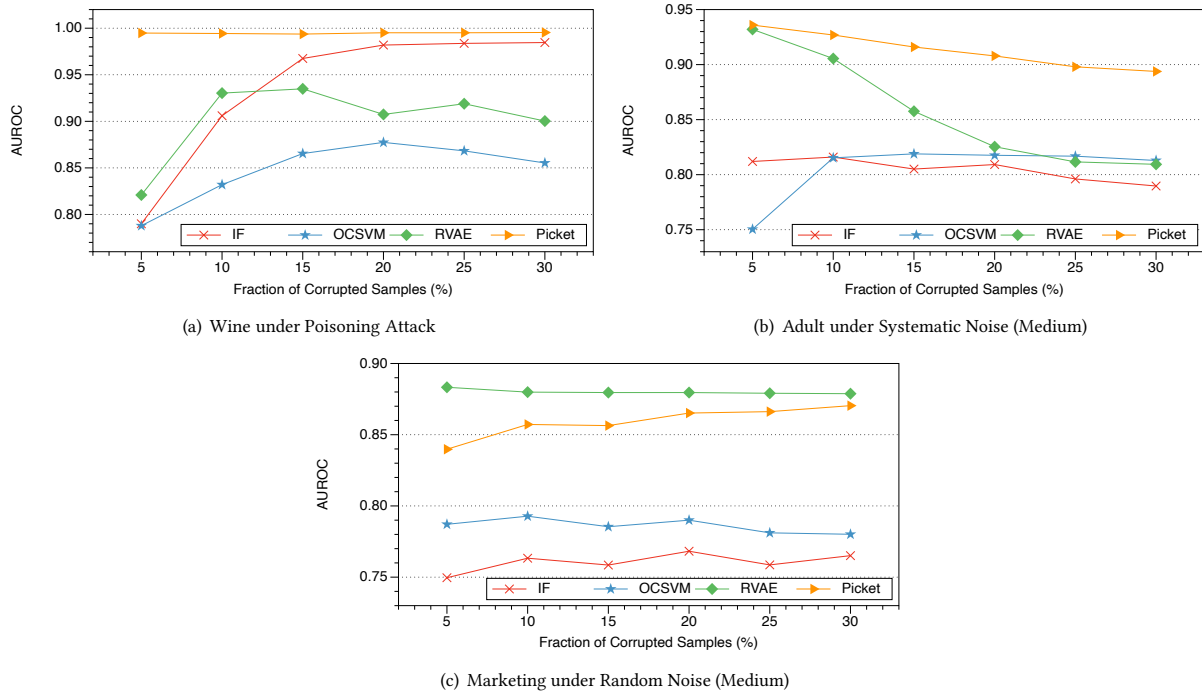 1.00
0.95
0.90
0.85
0.80
AUROC
IF OCSVM RVAE Picket
5 10 15 20 25 30
Fraction of Corrupted Samples (%)
(a) Wine under Poisoning Attack
0.95
0.90
0.85
0.80
0.75
AUROC
IF OCSVM RVAE Picket
5 10 15 20 25 30
Fraction of Corrupted Samples (%)
(b) Adult under Systematic Noise (Medium)
0.90
0.85
0.80
0.75
AUROC
IF OCSVM RVAE Picket
5 10 15 20 25 30
Fraction of Corrupted Samples (%)
(c) Marketing under Random Noise (Medium)